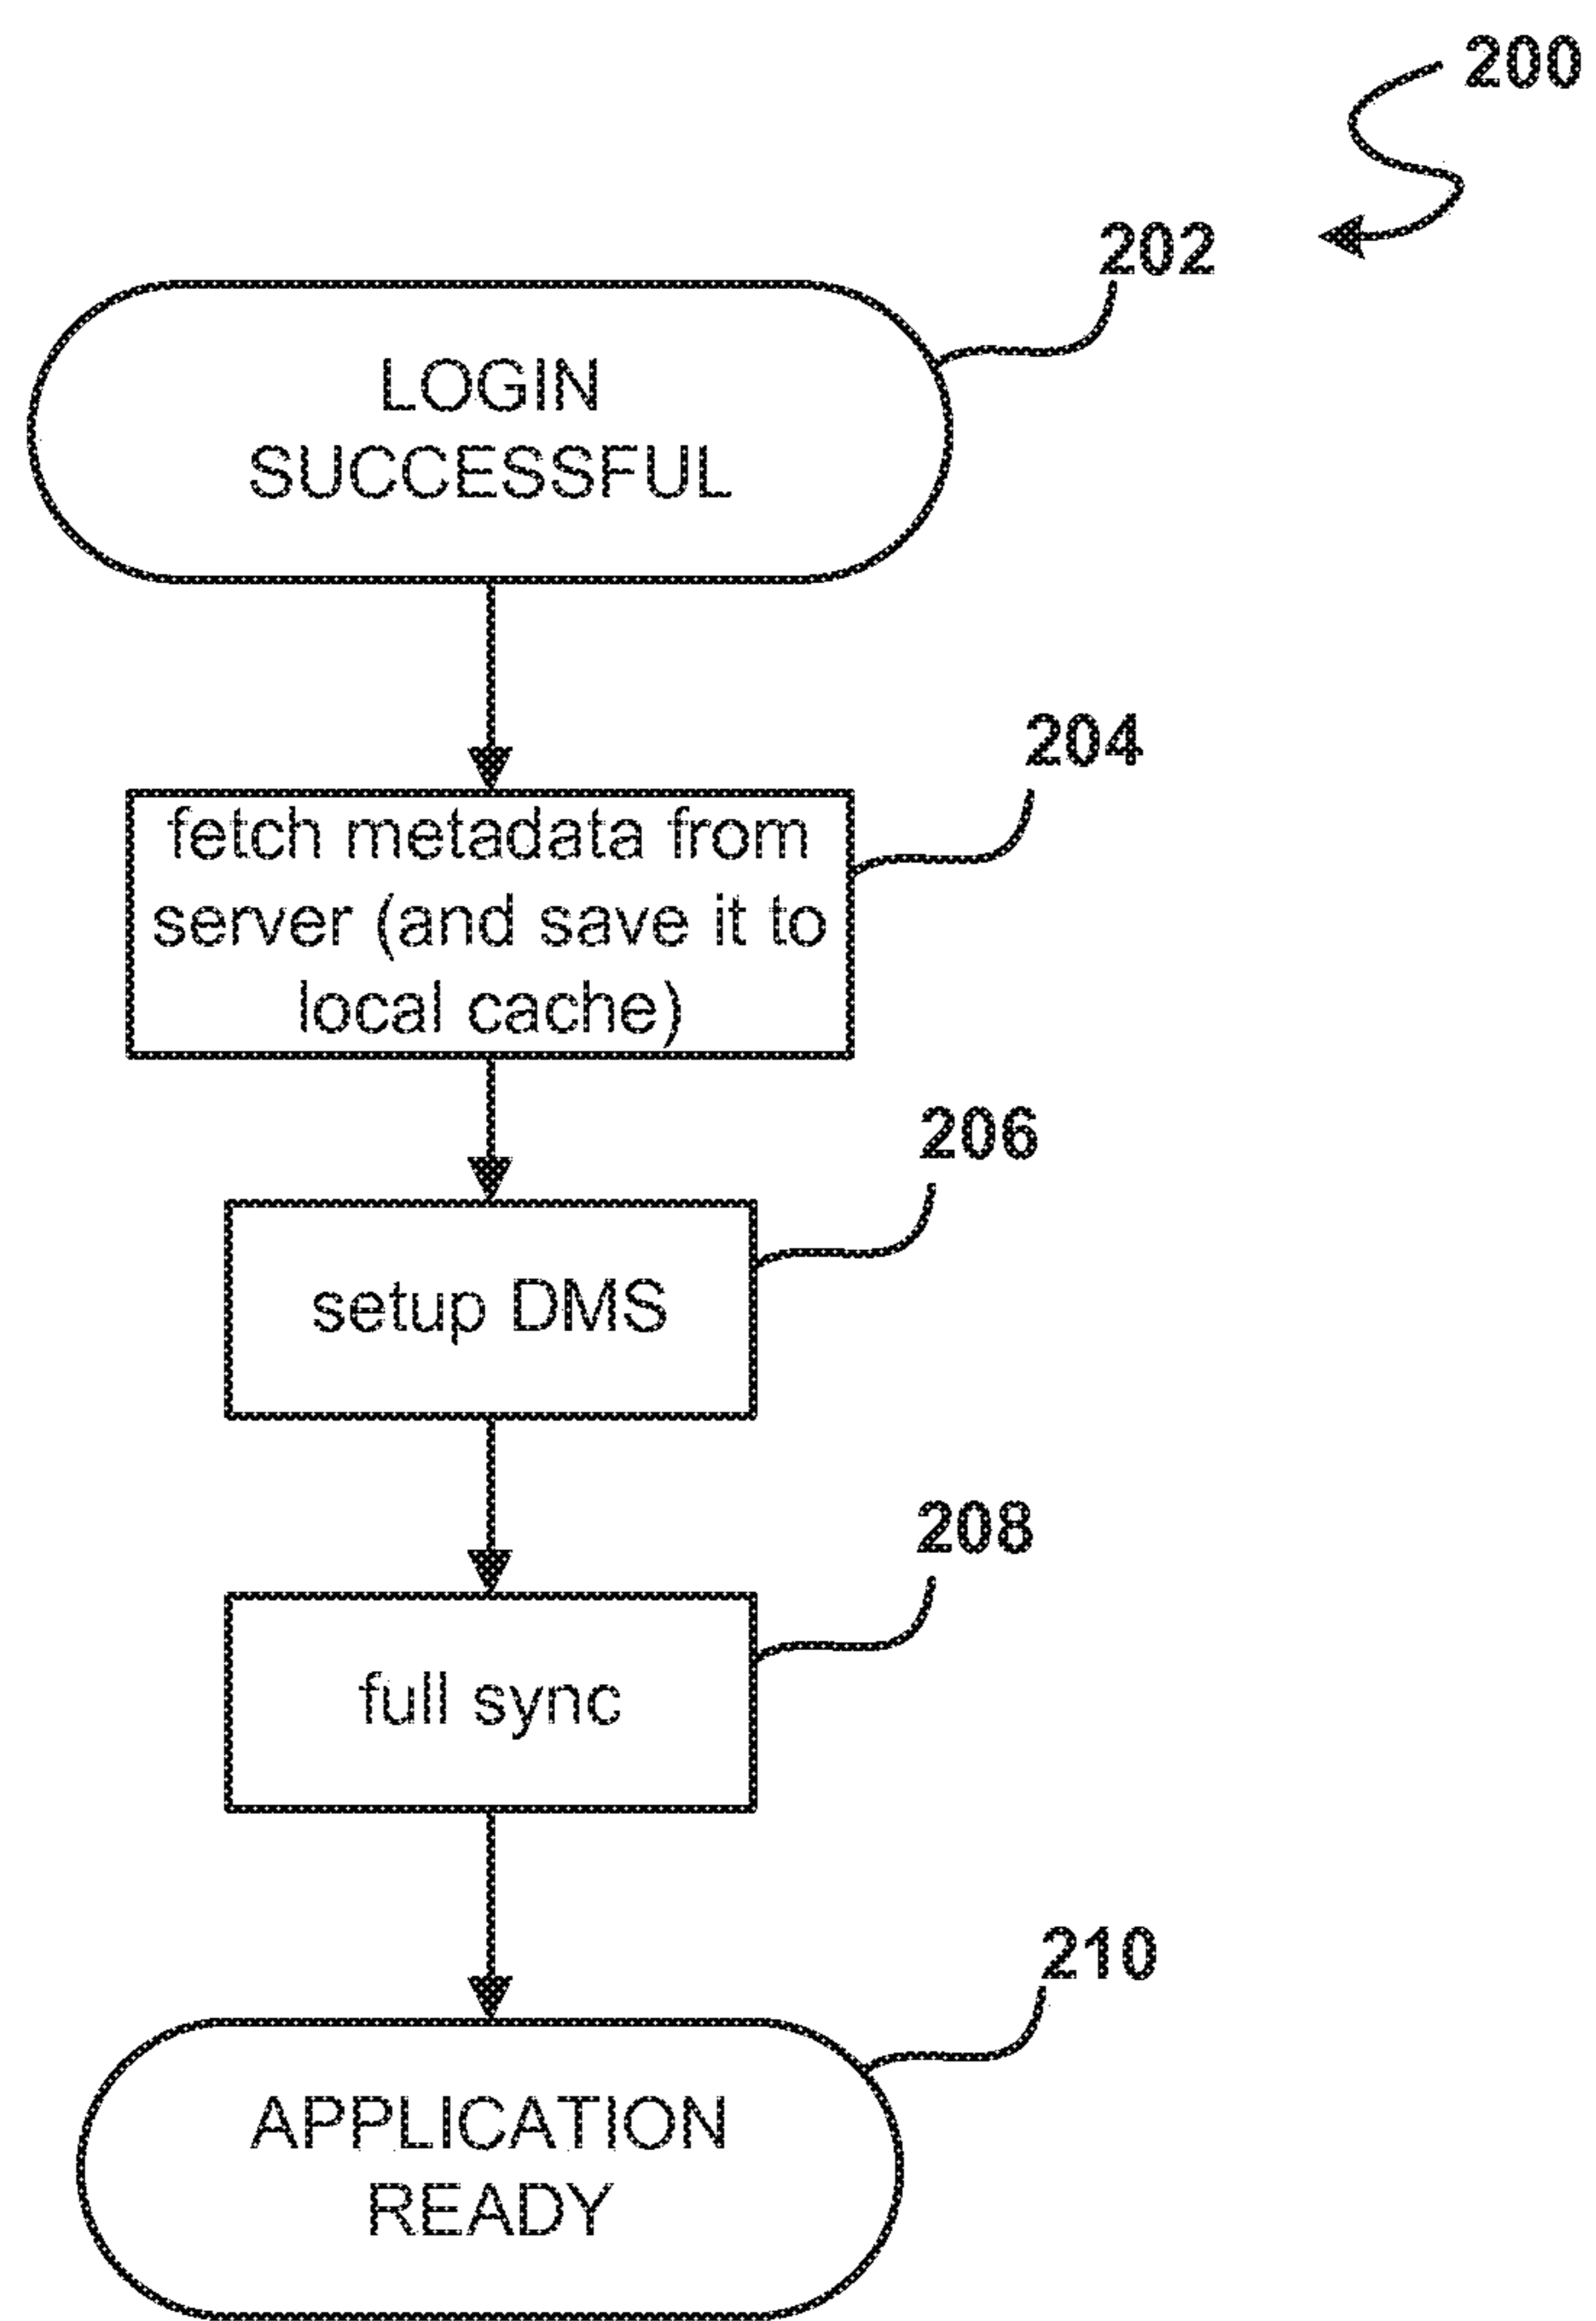 200
202
LOGIN
SUCCESSFUL
204
fetch metadata from
server (and save it to
local cache)
206
setup DMS
208
full sync
210
APPLICATION
READY